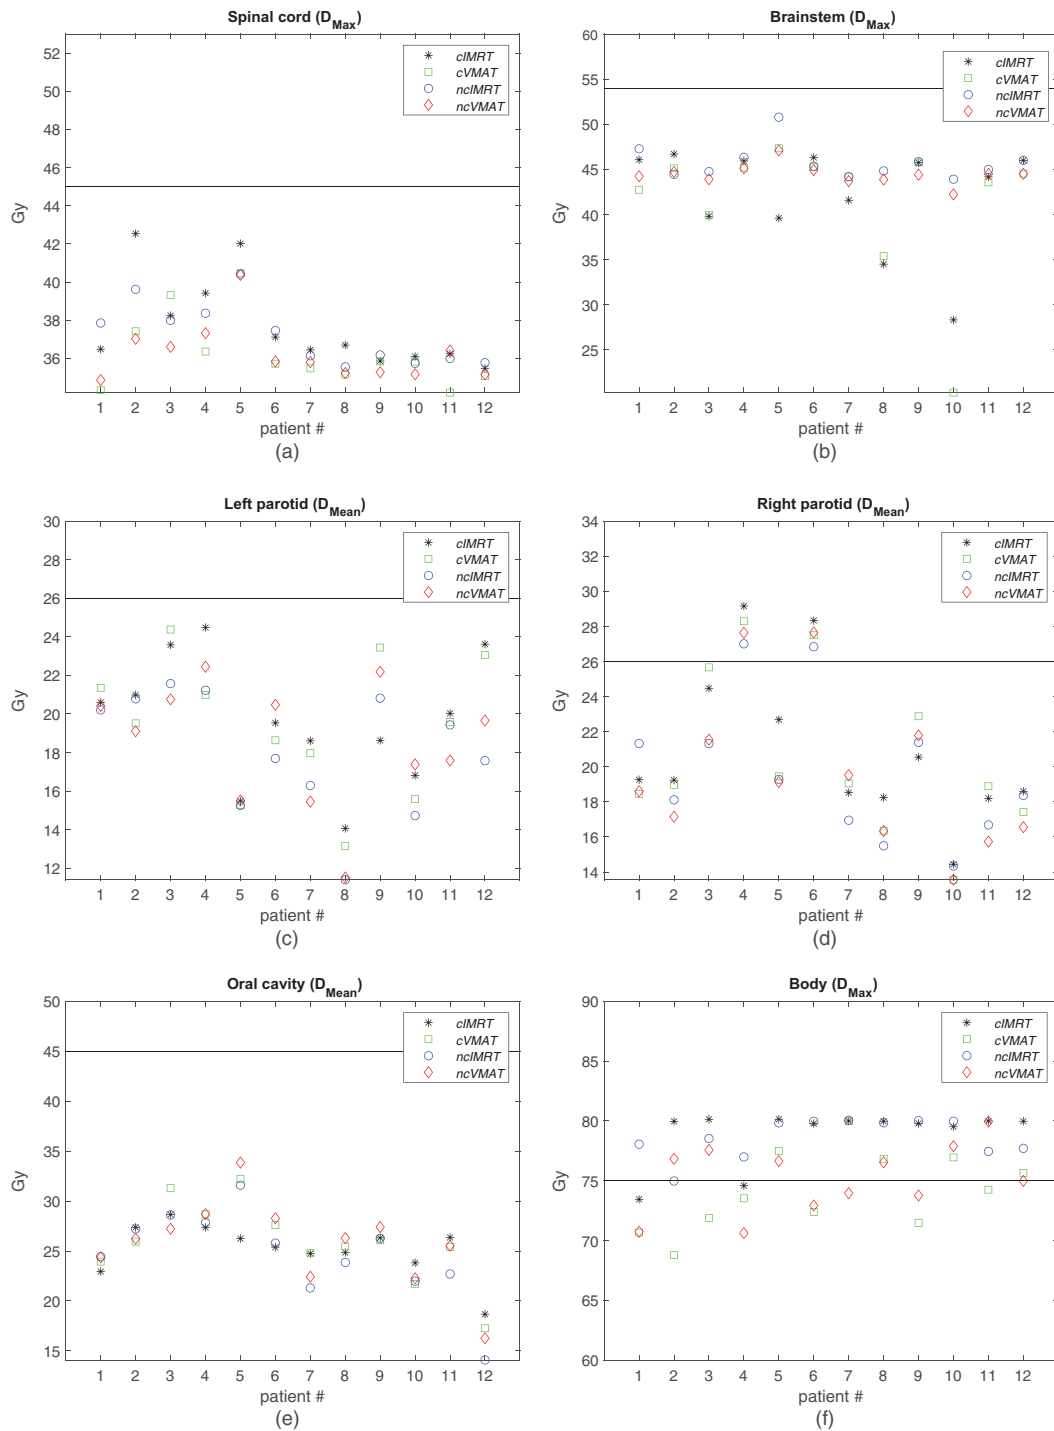 Spinal cord (D_Max)
cIMRT
cVMAT
ncIMRT
ncVMAT
52
50
48
46
44
42
40
38
36
Gy
1 2 3 4 5 6 7 8 9 10 11 12
patient #
(a)
Brainstem (D_Max)
cIMRT
cVMAT
ncIMRT
ncVMAT
60
55
50
45
40
35
30
25
Gy
1 2 3 4 5 6 7 8 9 10 11 12
patient #
(b)
Left parotid (D_Mean)
cIMRT
cVMAT
ncIMRT
ncVMAT
30
28
26
24
22
20
18
16
14
12
Gy
1 2 3 4 5 6 7 8 9 10 11 12
patient #
(c)
Right parotid (D_Mean)
cIMRT
cVMAT
ncIMRT
ncVMAT
34
32
30
28
26
24
22
20
18
16
14
Gy
1 2 3 4 5 6 7 8 9 10 11 12
patient #
(d)
Oral cavity (D_Mean)
cIMRT
cVMAT
ncIMRT
ncVMAT
50
45
40
35
30
25
20
15
Gy
1 2 3 4 5 6 7 8 9 10 11 12
patient #
(e)
Body (D_Max)
cIMRT
cVMAT
ncIMRT
ncVMAT
90
85
80
75
70
65
60
Gy
1 2 3 4 5 6 7 8 9 10 11 12
patient #
(f)